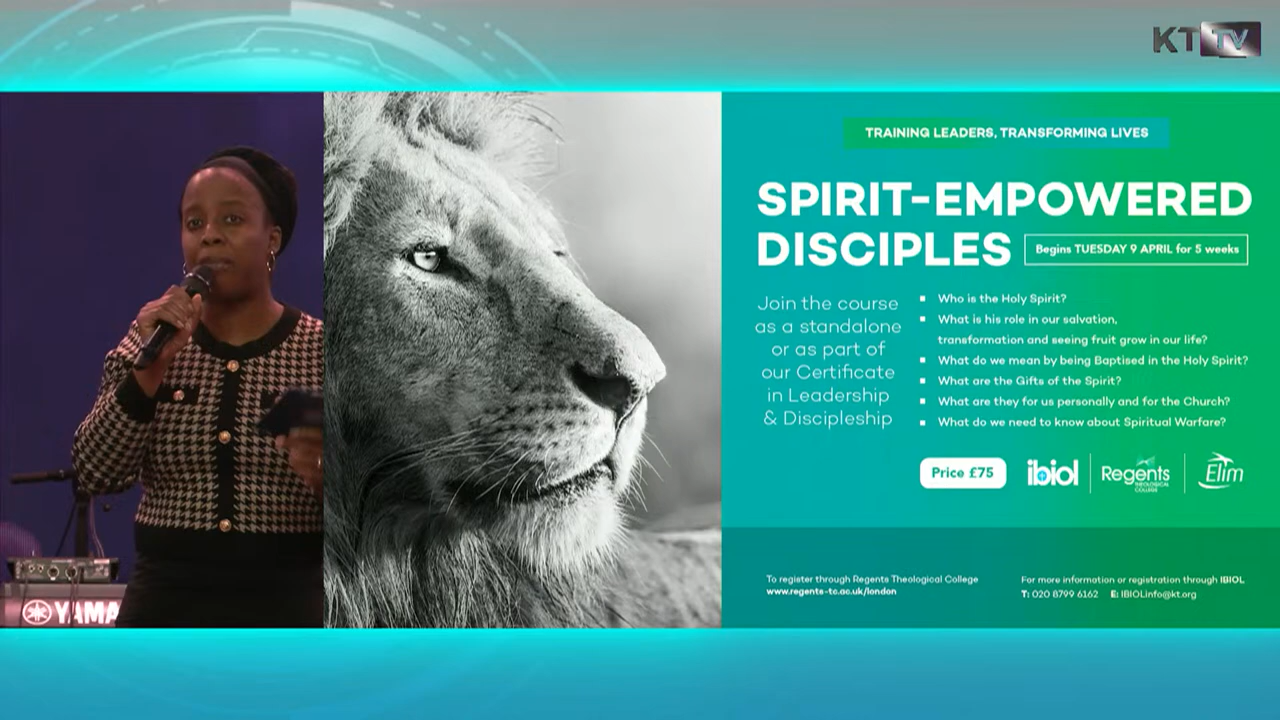 KT TV
TRAINING LEADERS, TRANSFORMING LIVES
SPIRIT-EMPOWERED
DISCIPLES
Begins TUESDAY 9 APRIL for 5 weeks
Join the course
as a standalone
or as part of
our Certificate
in Leadership
& Discipleship
Who is the Holy Spirit?
What is his role in our salvation,
transformation and seeing fruit grow in our life?
What do we mean by being Baptised in the Holy Spirit?
What are the Gifts of the Spirit?
What are they for us personally and for the Church?
What do we need to know about Spiritual Warfare?
Price £75
ibiol
Regents
THEOLOGICAL
COLLEGE
Elim
To register through Regents Theological College
www.regents-tc.ac.uk/london
For more information or registration through IBIOL
T: 020 8799 6162 E: IBIOLinfo@kt.org
YAMA